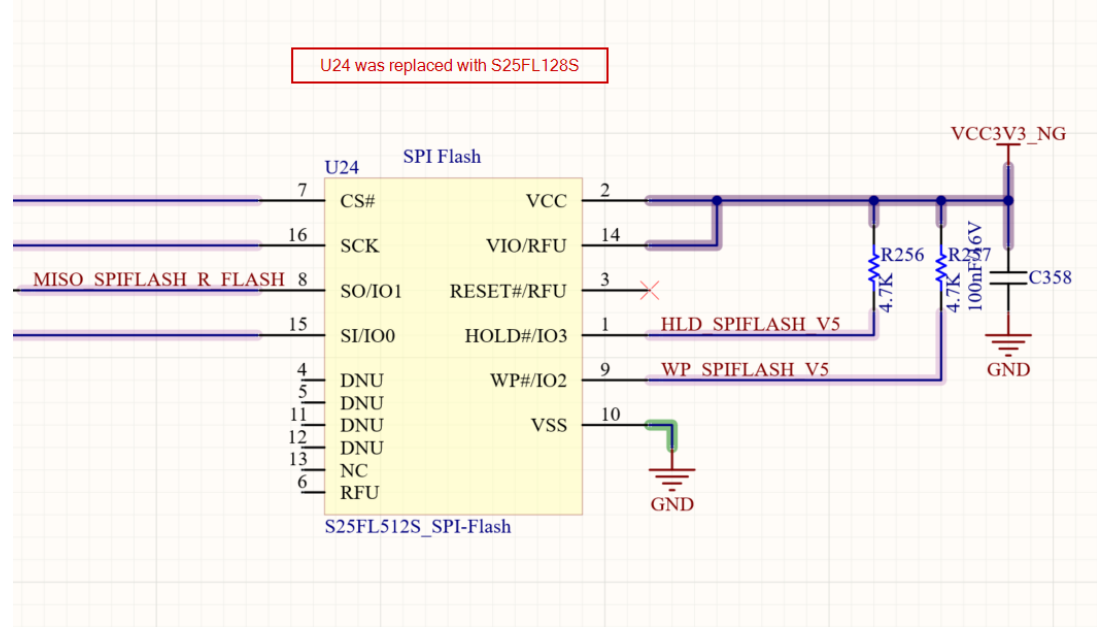 U24 was replaced with S25FL128S
VCC3V3_NG
SPI Flash
U24
7 CS# VCC 2
16 SCK VIO/RFU 14
MISO_SPIFLASH_R_FLASH 8 SO/IO1 RESET#/RFU 3
15 SI/IO0 HOLD#/IO3 1 HLD_SPIFLASH_V5
4 DNU WP#/IO2 9 WP_SPIFLASH_V5
5 DNU
11 DNU VSS 10
12 DNU
13 NC
6 RFU
S25FL512S_SPI-Flash
R256
4.7K
R257
4.7K
100nF 16V
C358
GND
GND